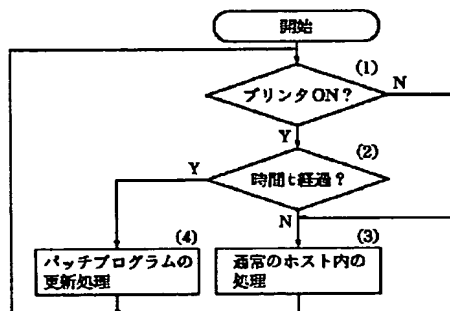 開始
(1)
プリンタON?
N
Y
(2)
時間t経過?
Y
N
(4)
パッチプログラムの
更新処理
(3)
通常のホスト内の
処理